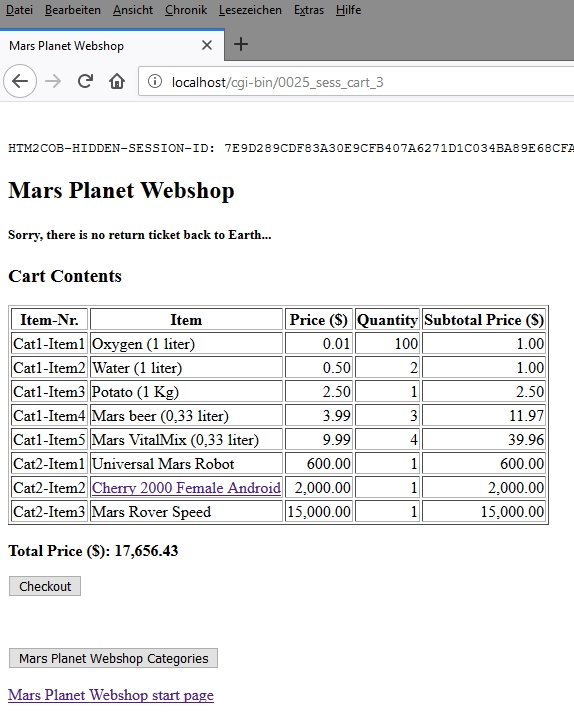 Datei Bearbeiten Ansicht Chronik Lesezeichen Extras Hilfe
Mars Planet Webshop
localhost/cgi-bin/0025_sess_cart_3
HTM2COB-HIDDEN-SESSION-ID: 7E9D289CDF83A30E9CFB407A6271D1C034BA89E68CFA
Mars Planet Webshop
Sorry, there is no return ticket back to Earth...
Cart Contents
Item-Nr. Item Price ($) Quantity Subtotal Price ($)
Cat1-Item1 Oxygen (1 liter) 0.01 100 1.00
Cat1-Item2 Water (1 liter) 0.50 2 1.00
Cat1-Item3 Potato (1 Kg) 2.50 1 2.50
Cat1-Item4 Mars beer (0,33 liter) 3.99 3 11.97
Cat1-Item5 Mars VitalMix (0,33 liter) 9.99 4 39.96
Cat2-Item1 Universal Mars Robot 600.00 1 600.00
Cat2-Item2 Cherry 2000 Female Android 2,000.00 1 2,000.00
Cat2-Item3 Mars Rover Speed 15,000.00 1 15,000.00
Total Price ($): 17,656.43
Checkout
Mars Planet Webshop Categories
Mars Planet Webshop start page